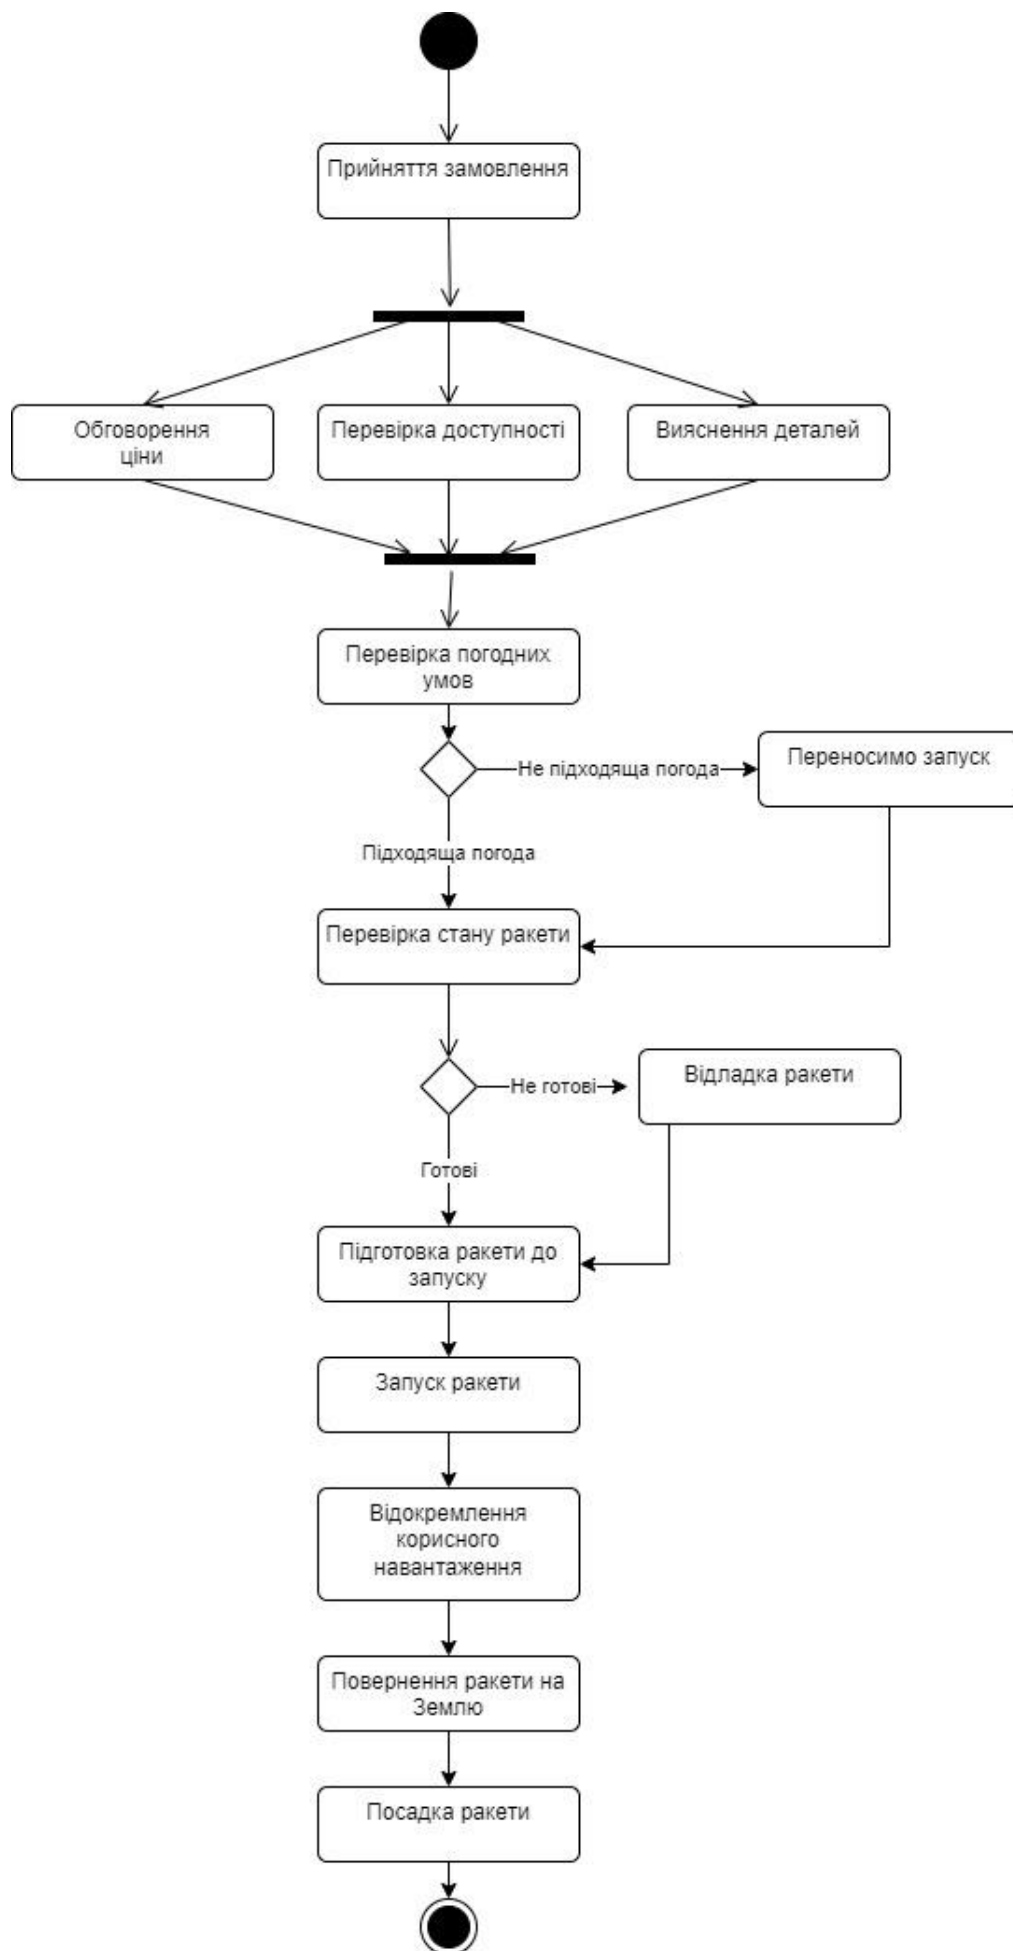 Прийняття замовлення
Обговорення
ціни
Перевірка доступності
Вияснення деталей
Перевірка погодних
умов
Не підходяща погода
Переносимо запуск
Підходяща погода
Перевірка стану ракети
Не готові
Відладка ракети
Готові
Підготовка ракети до
запуску
Запуск ракети
Відокремлення
корисного
навантаження
Повернення ракети на
Землю
Посадка ракети